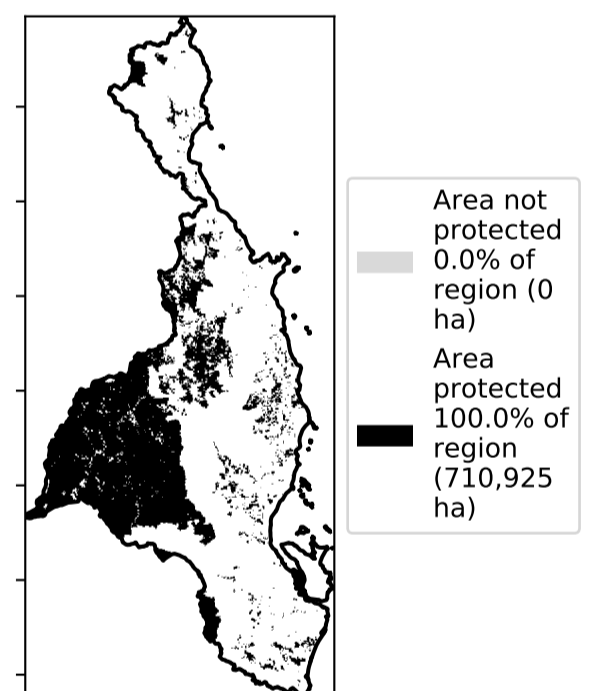 Area not
protected
0.0% of
region (0
ha)
Area
protected
100.0% of
region
(710,925
ha)